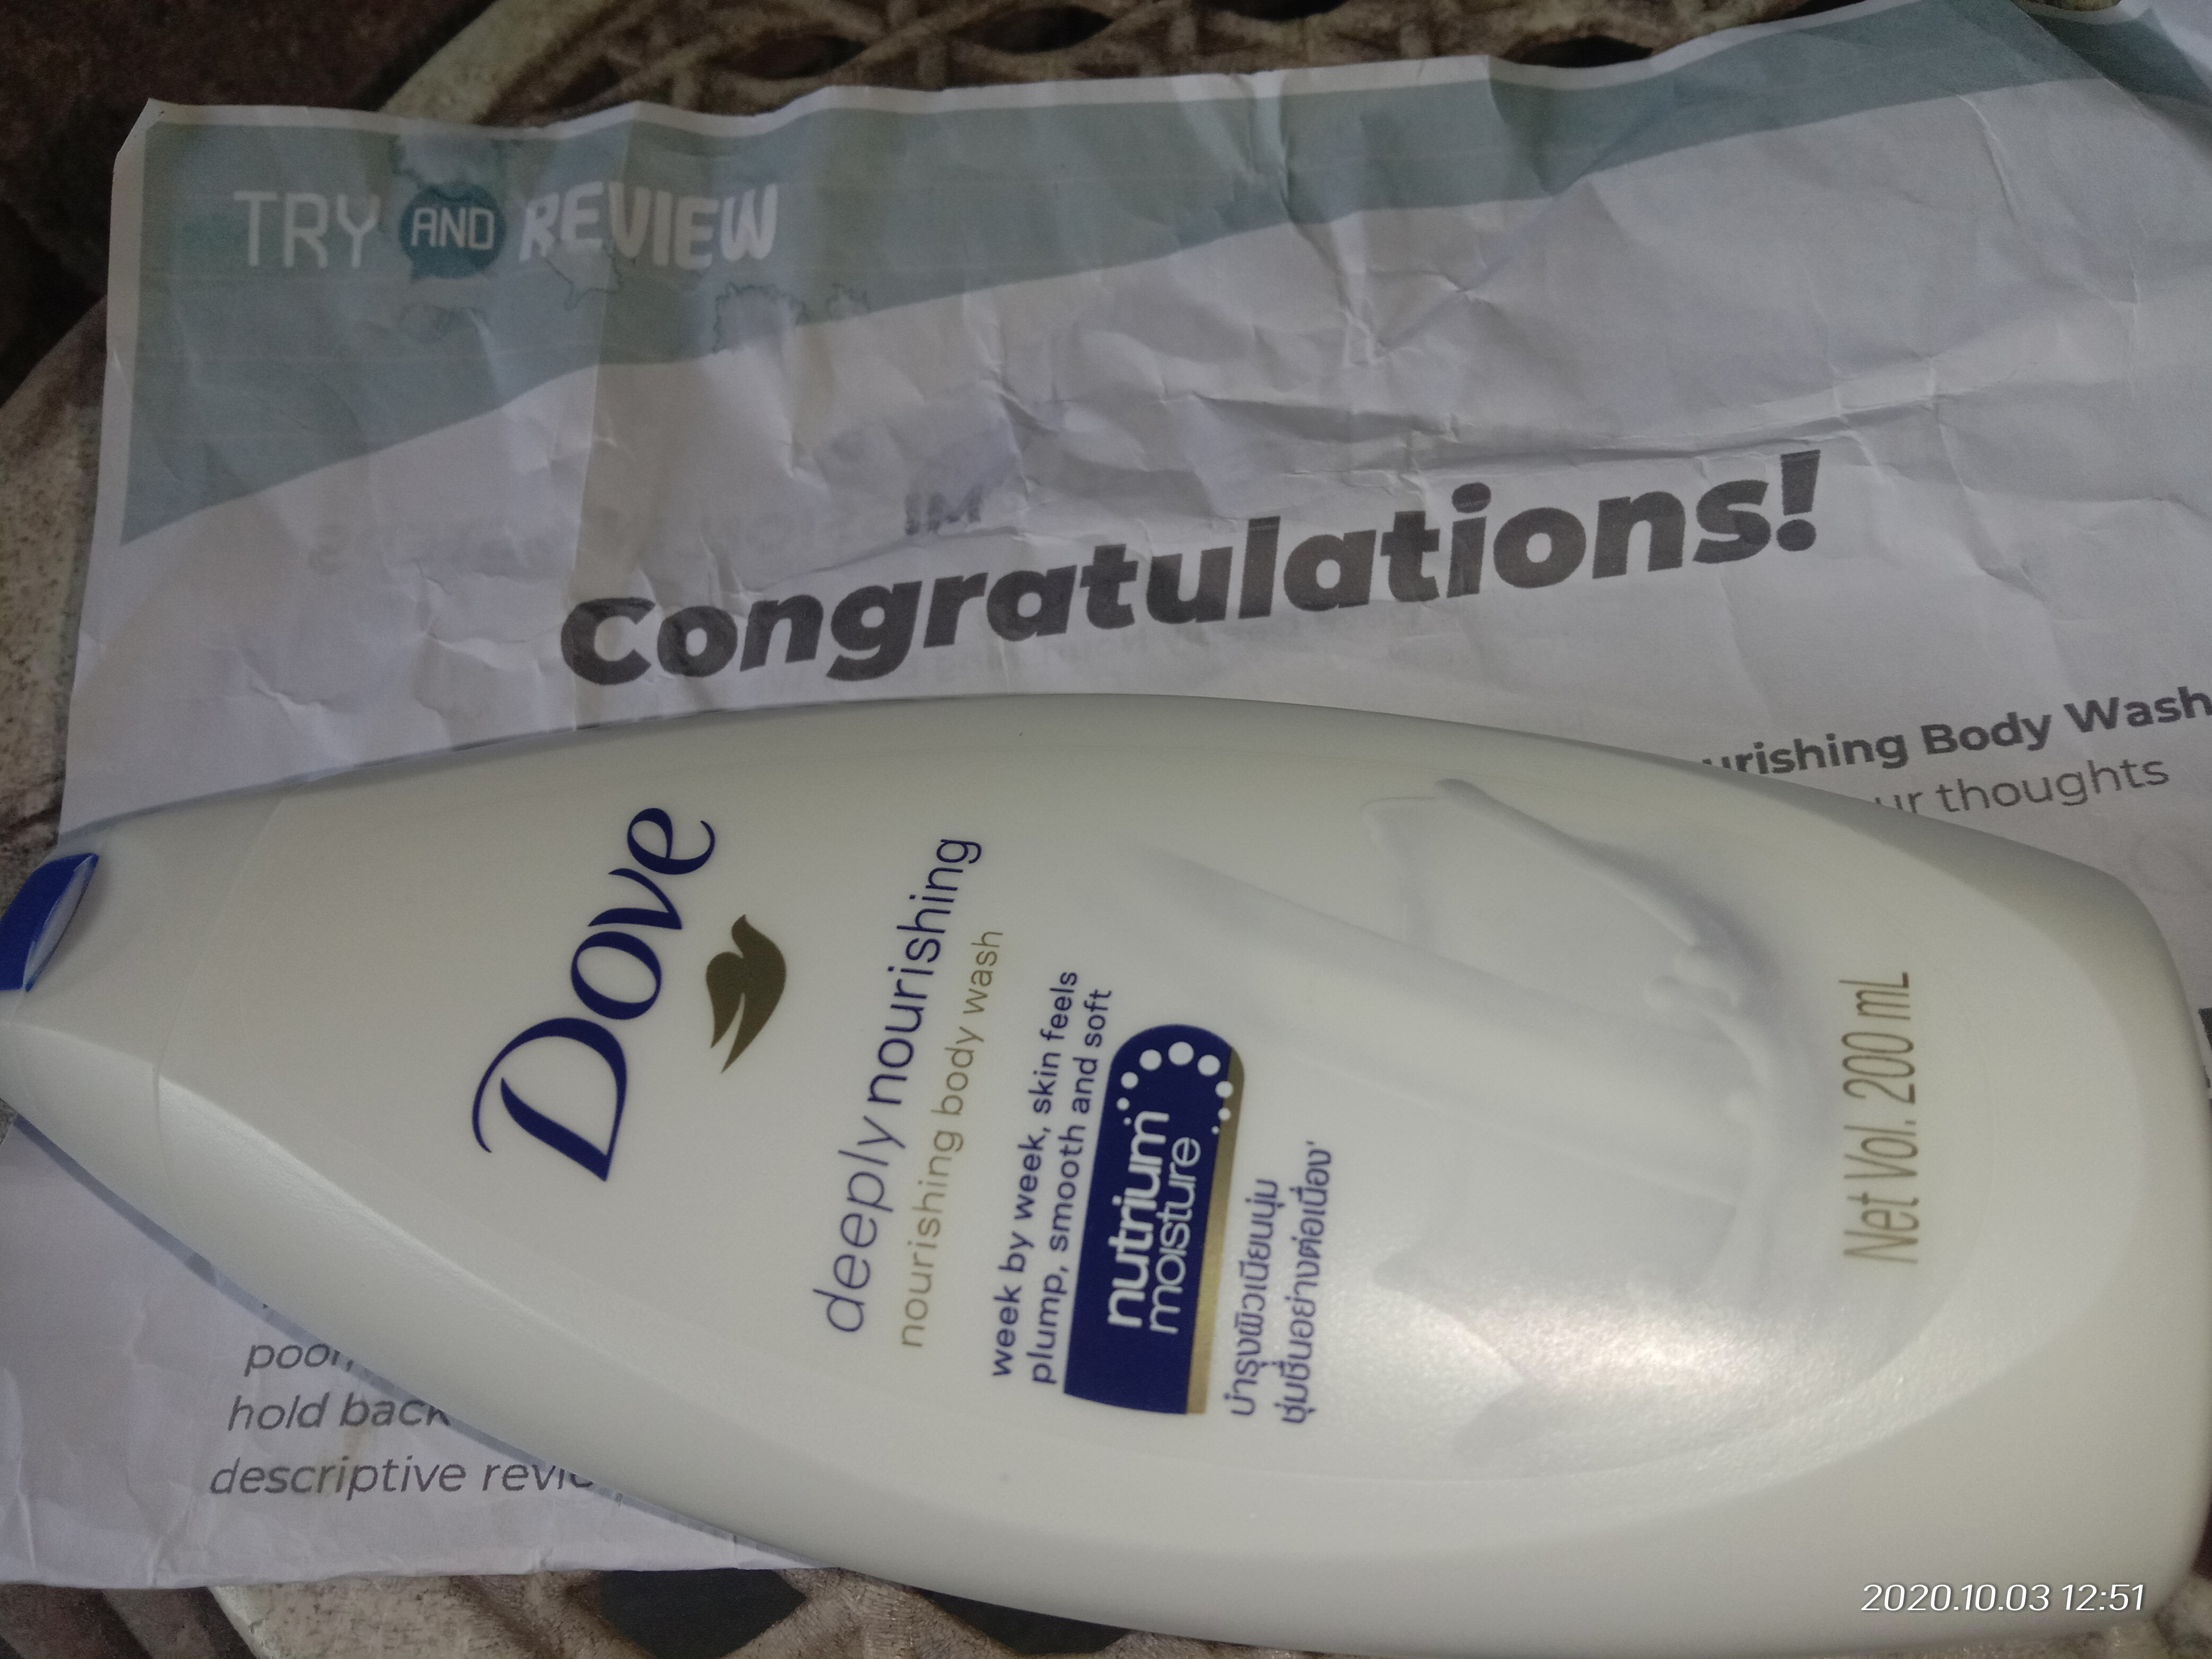 TRY AND REVIEW
Congratulations!
Body Wash
thoughts
Dove
deeply nourishing
nourishing body wash
week by week, skin feels
plump, smooth and soft
nutrium
moisture
บำรุงผิวเนียนนุ่ม
ชุ่มชื่นอย่างต่อเนื่อง'
Net Vol. 200 mL
hold back
descriptive
2020.10.03 12:51